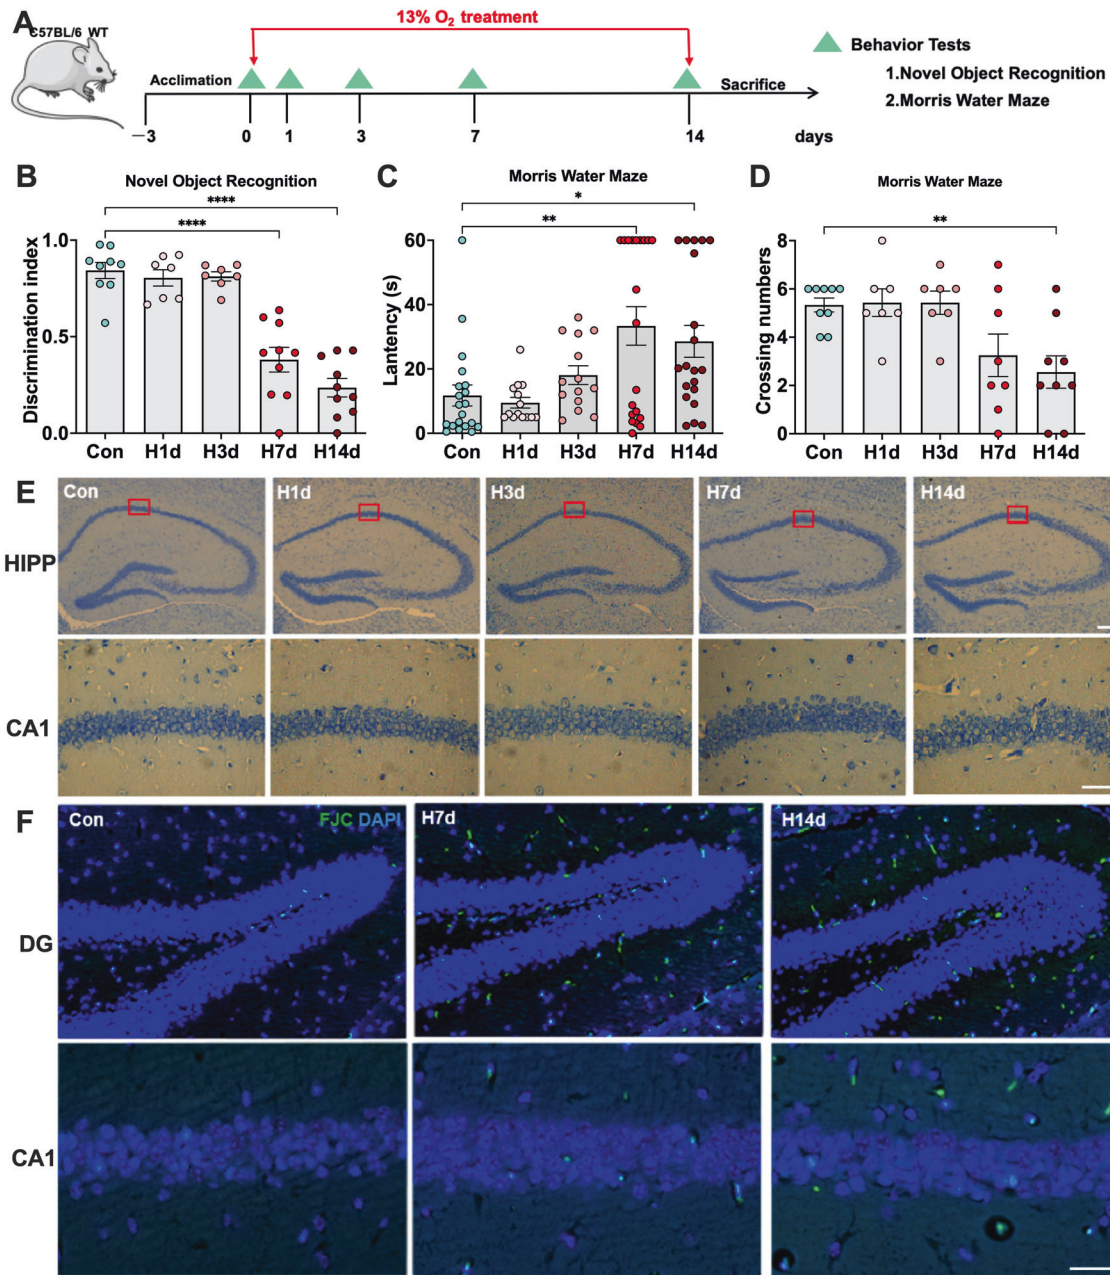 A
C57BL/6 WT
13% O₂ treatment
Acclimation
Sacrifice
−3
0
1
3
7
14
days
Behavior Tests
1.Novel Object Recognition
2.Morris Water Maze
B
Novel Object Recognition
****
****
Discrimination index
1.0
0.5
0.0
Con
H1d
H3d
H7d
H14d
C
Morris Water Maze
*
**
Lantency (s)
60
40
20
0
Con
H1d
H3d
H7d
H14d
D
Morris Water Maze
**
Crossing numbers
8
6
4
2
0
Con
H1d
H3d
H7d
H14d
E
Con
H1d
H3d
H7d
H14d
HIPP
CA1
F
Con
FJC DAPI
H7d
H14d
DG
CA1